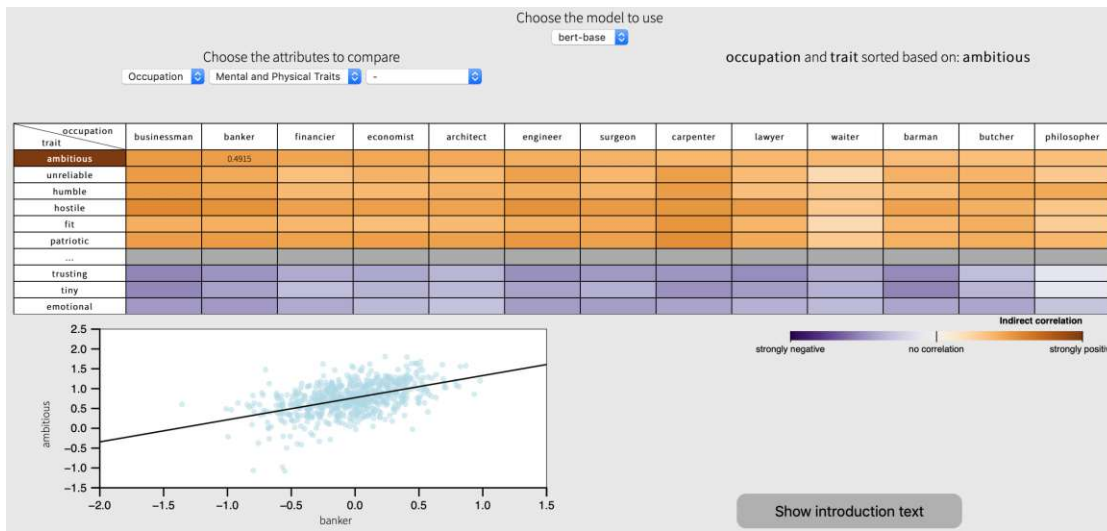 Choose the model to use
bert-base
Choose the attributes to compare
occupation and trait sorted based on: ambitious
Occupation Mental and Physical Traits -
occupation
trait
businessman banker financier economist architect engineer surgeon carpenter lawyer waiter barman butcher philosopher
ambitious 0.4915
unreliable
humble
hostile
fit
patriotic
...
trusting
tiny
emotional
Indirect correlation
strongly negative no correlation strongly positiv
2.5
2.0
1.5
1.0
0.5
0.0
−0.5
−1.0
−1.5
ambitious
−2.0 −1.5 −1.0 −0.5 0.0 0.5 1.0 1.5
banker
Show introduction text